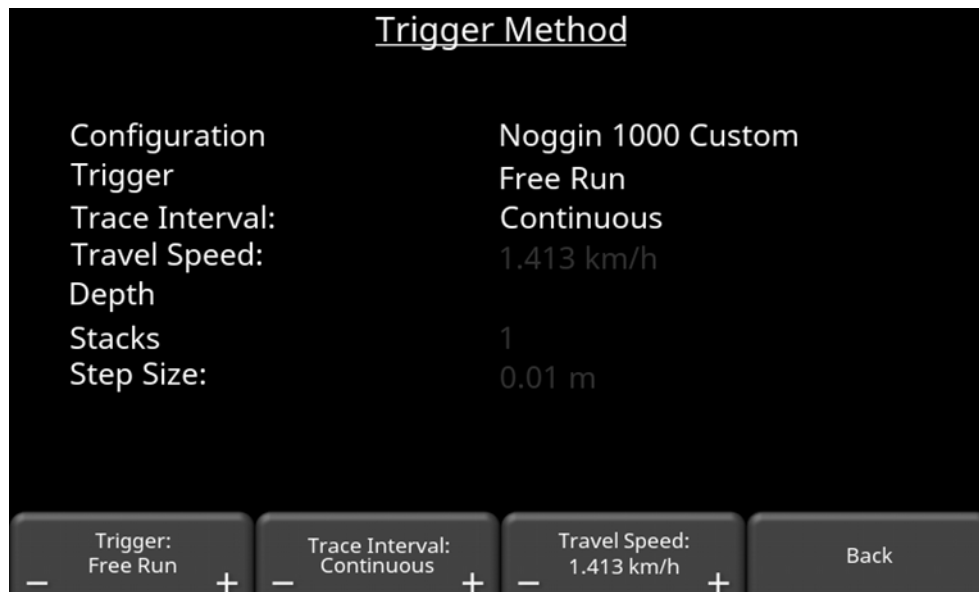 Trigger Method
Configuration Noggin 1000 Custom
Trigger Free Run
Trace Interval: Continuous
Travel Speed: 1.413 km/h
Depth
Stacks 1
Step Size: 0.01 m
Trigger:
Free Run
− +
Trace Interval:
Continuous
− +
Travel Speed:
1.413 km/h
− +
Back